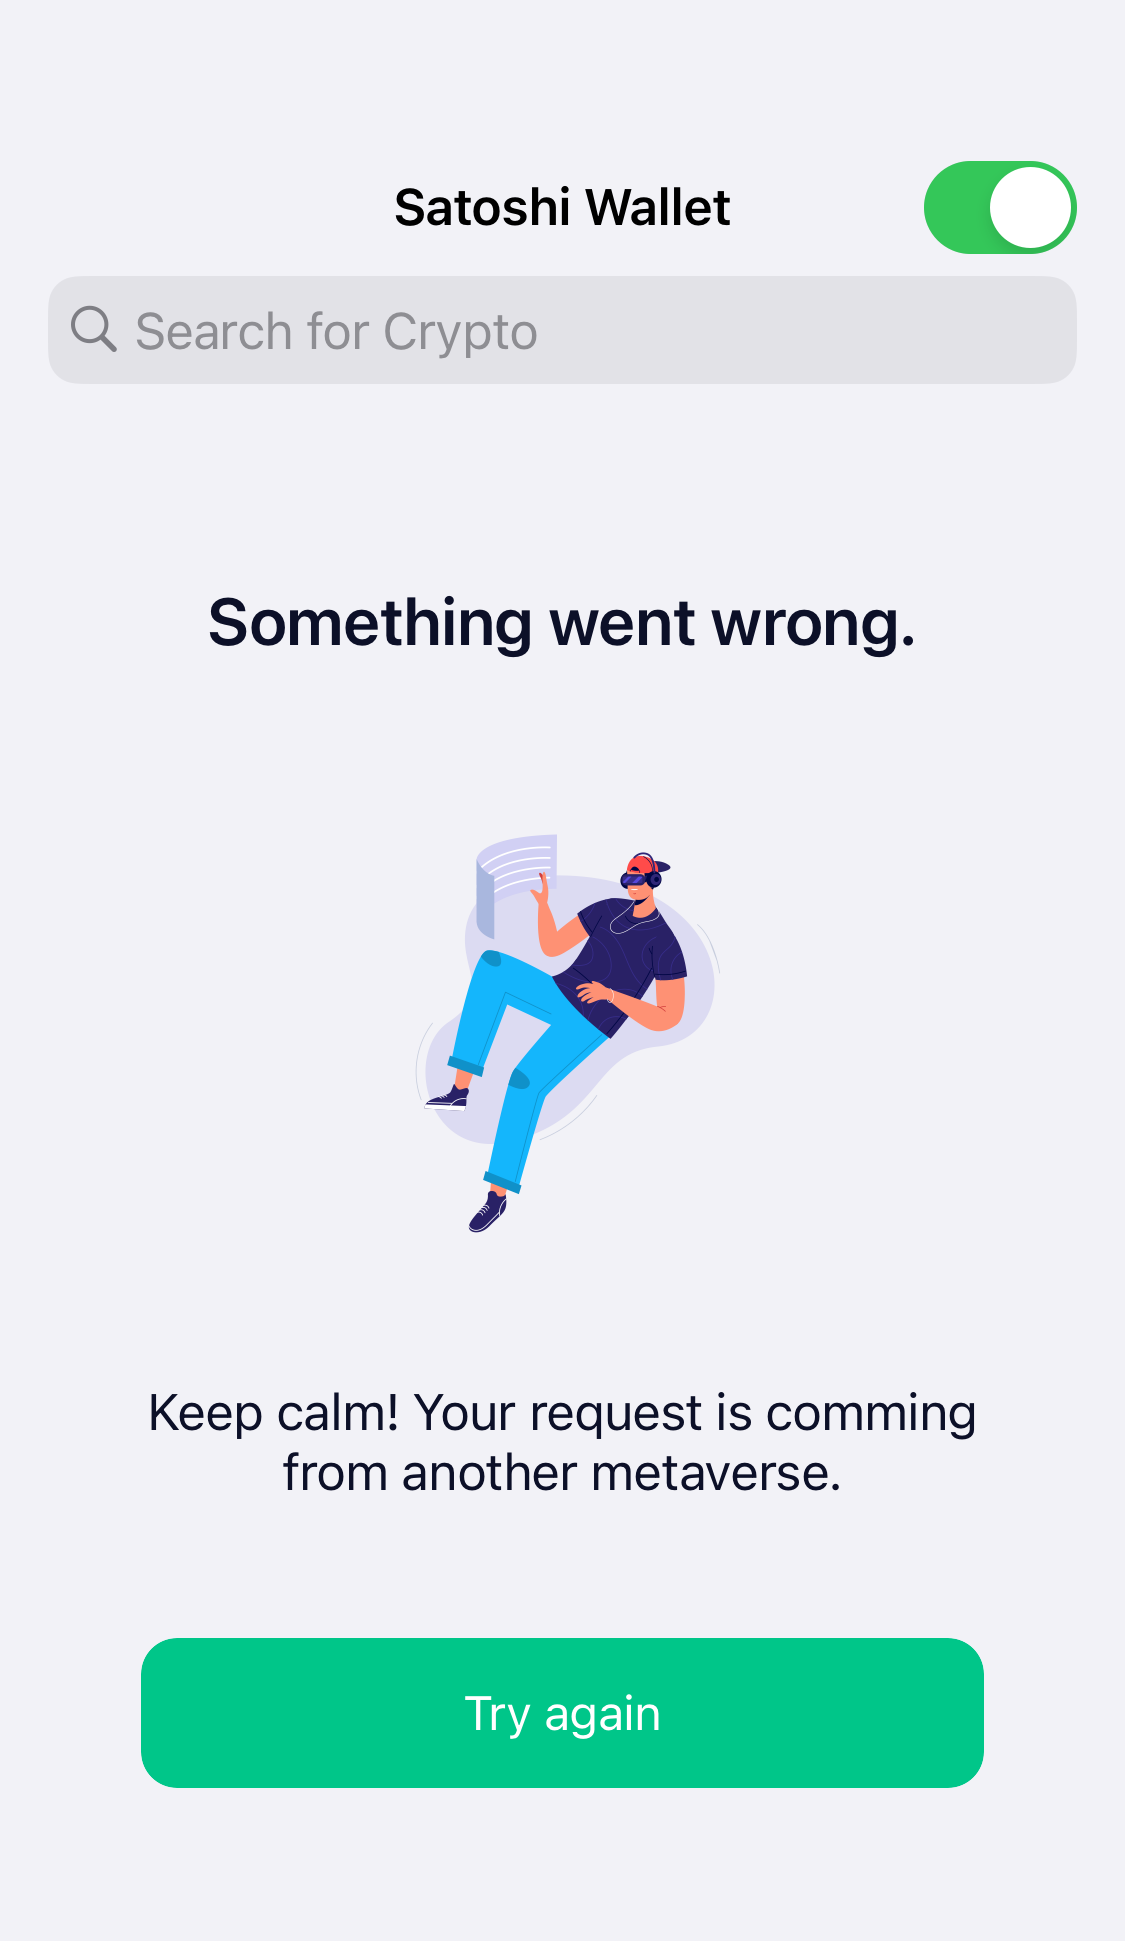 Satoshi Wallet
Search for Crypto
Something went wrong.
Keep calm! Your request is comming
from another metaverse.
Try again